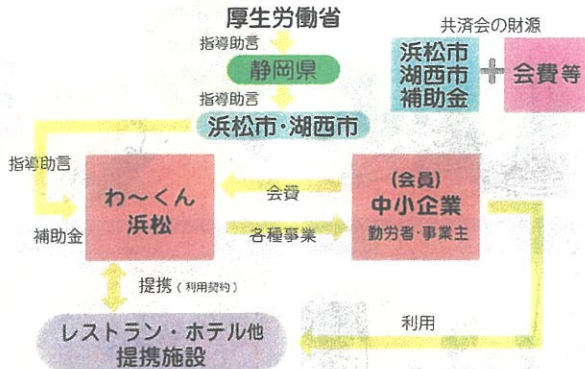 厚生労働省
共済会の財源
指導助言
静岡県
浜松市
湖西市
補助金
+
会費等
指導助言
浜松市・湖西市
指導助言
補助金
わ~くん
浜松
会費
各種事業
(会員)
中小企業
勤労者・事業主
提携(利用契約)
利用
レストラン・ホテル他
提携施設